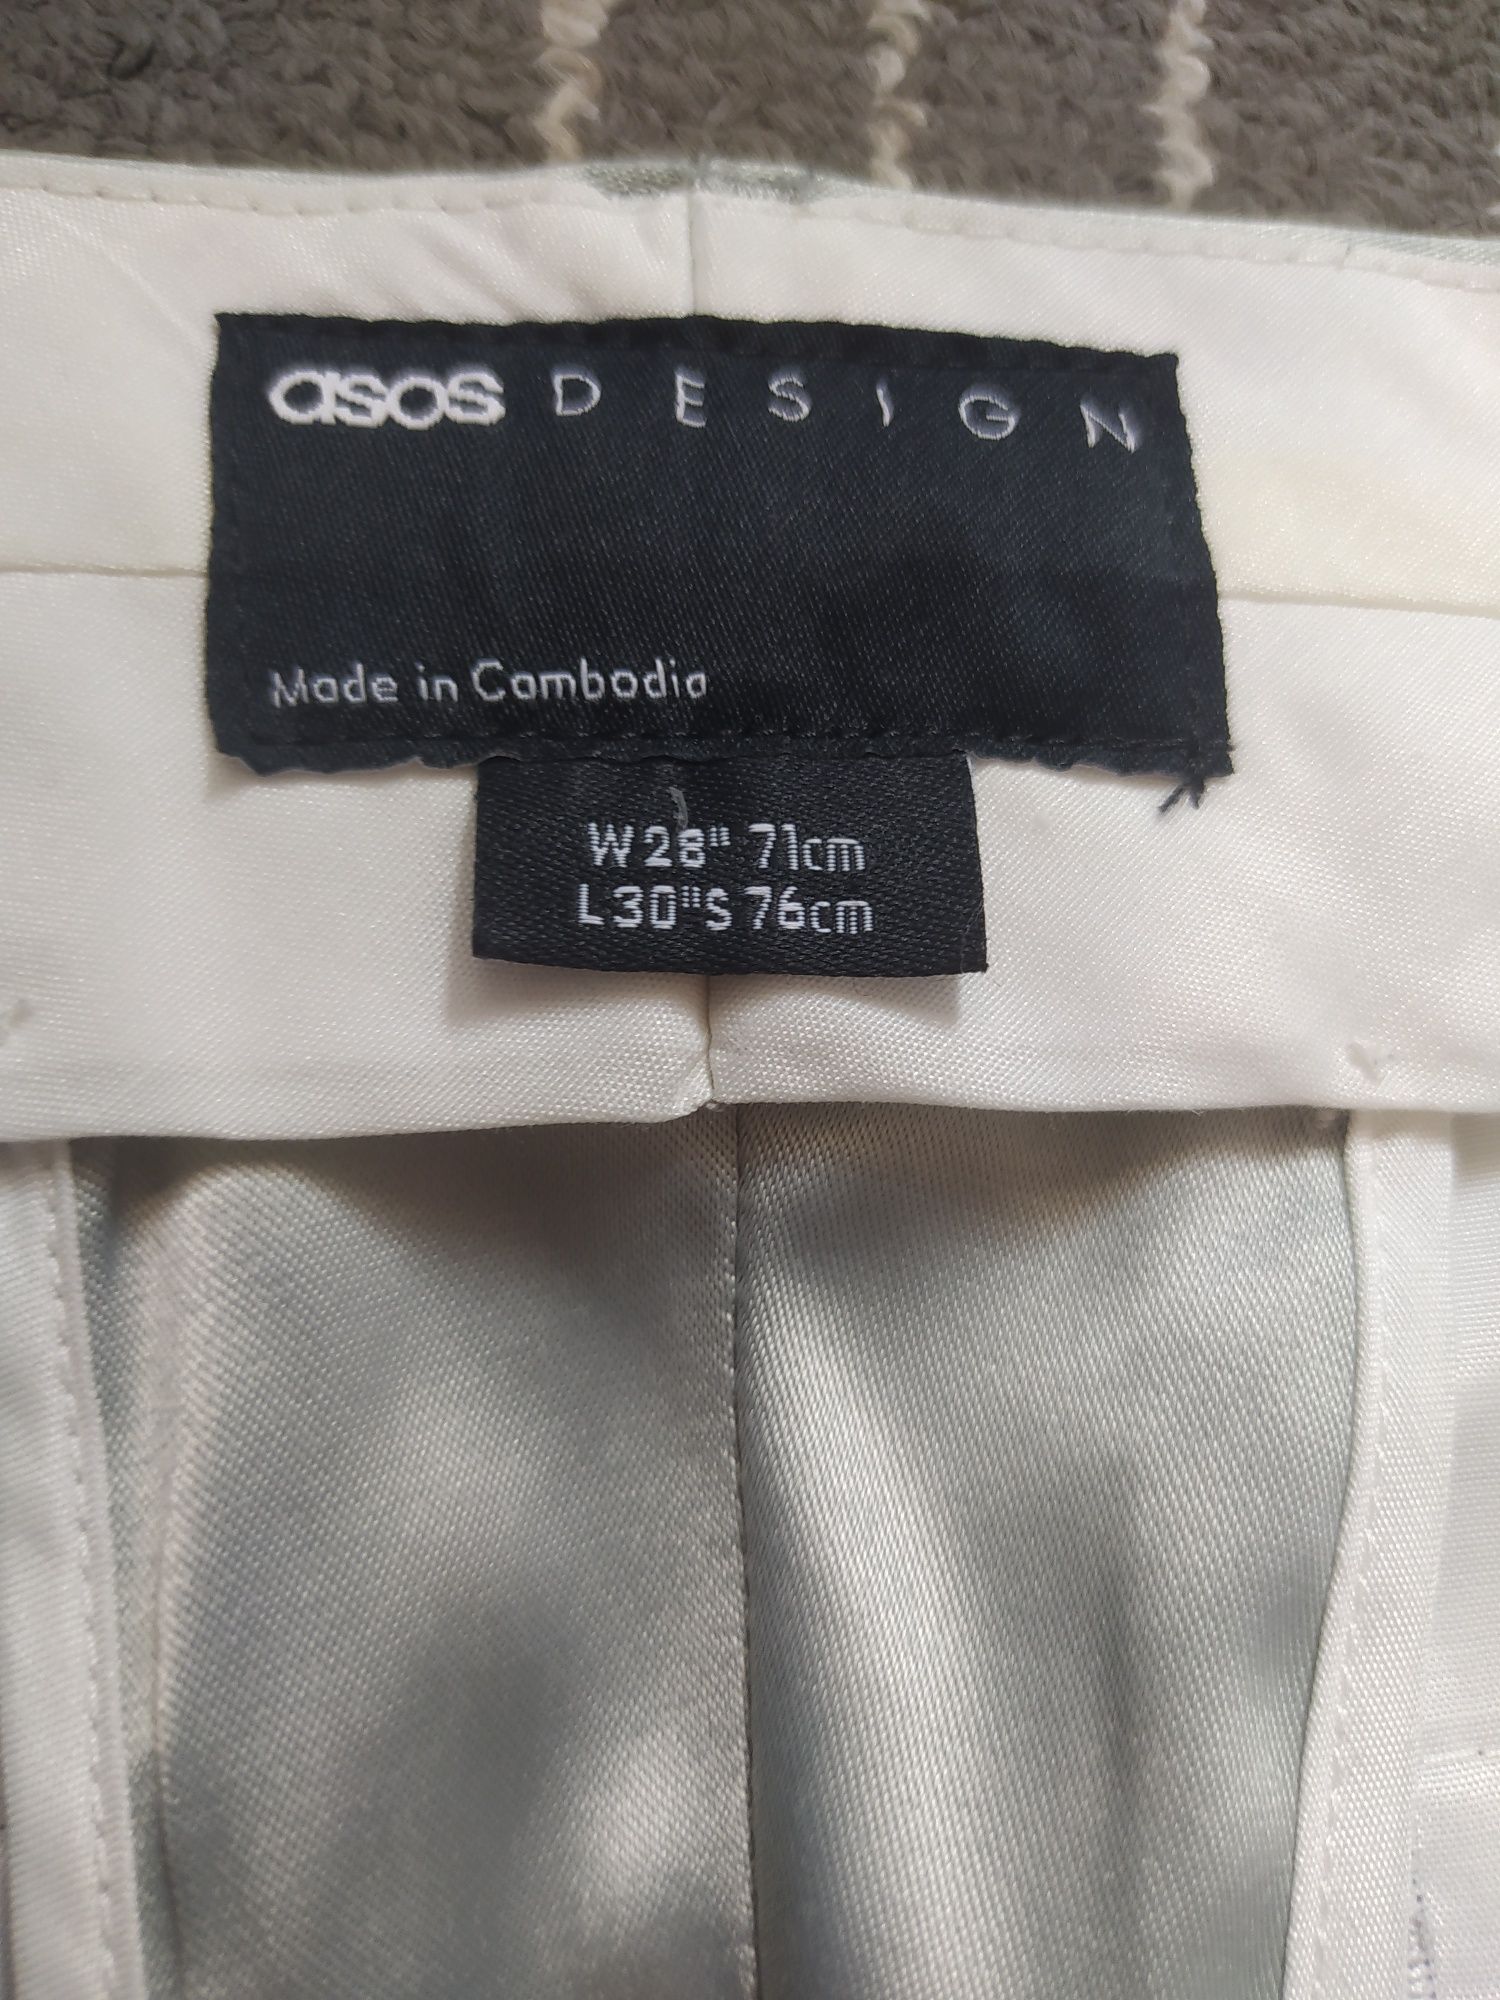 asos DESIGN
Made in Cambodia
W28" 71cm
L30"S 76cm